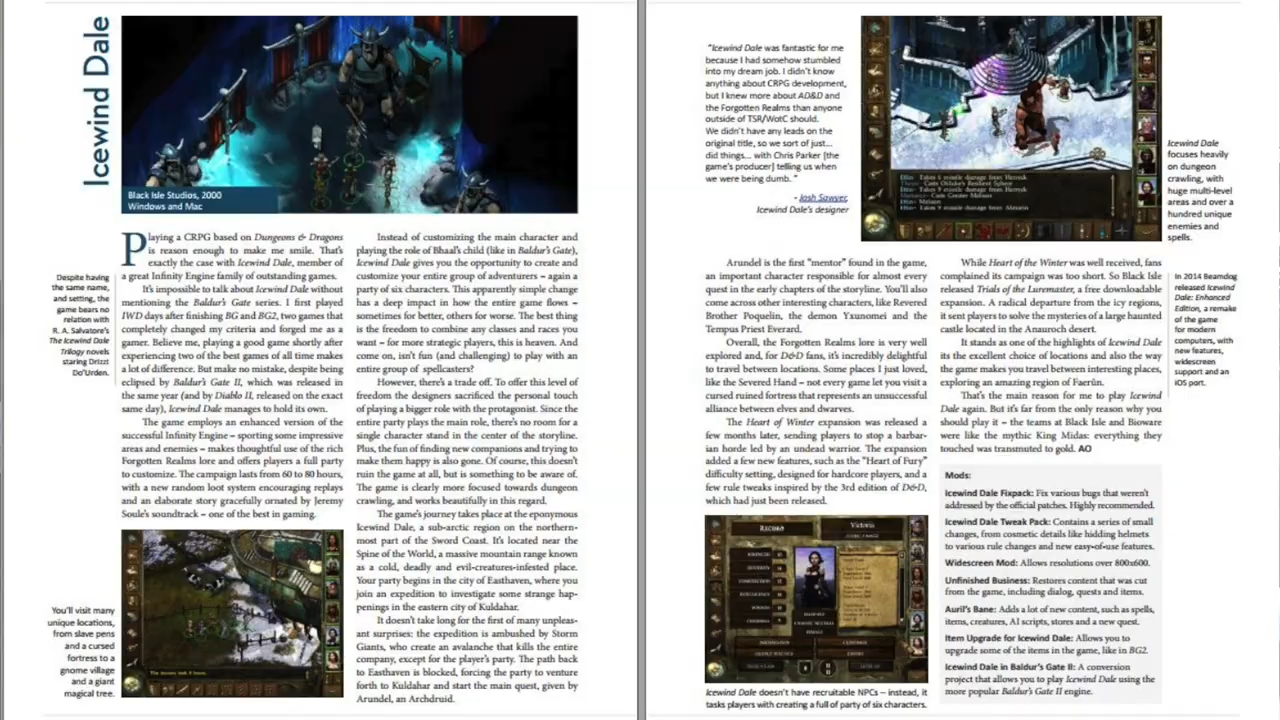 Icewind Dale
Black Isle Studios, 2000
Windows and Mac
Despite having
the same name,
and setting, the
game bears no
relation with
R. A. Salvatore's
The Icewind Dale
Trilogy novels
staring Drizzt
Do'Urden.
Playing a CRPG based on Dungeons & Dragons
is reason enough to make me smile. That's
exactly the case with Icewind Dale, member of
a great Infinity Engine family of outstanding games.
It's impossible to talk about Icewind Dale without
mentioning the Baldur's Gate series. I first played
IWD days after finishing BG and BG2, two games that
completely changed my criteria and forged me as a
gamer. Believe me, playing a good game shortly after
experiencing two of the best games of all time makes
a lot of difference. But make no mistake, despite being
eclipsed by Baldur's Gate II, which was released in
the same year (and by Diablo II, released on the exact
same day), Icewind Dale manages to hold its own.
The game employs an enhanced version of the
successful Infinity Engine – sporting some impressive
areas and enemies – makes thoughtful use of the rich
Forgotten Realms lore and offers players a full party
to customize. The campaign lasts from 60 to 80 hours,
with a new random loot system encouraging replays
and an elaborate story gracefully ornated by Jeremy
Soule's soundtrack – one of the best in gaming.
You'll visit many
unique locations,
from slave pens
and a cursed
fortress to a
gnome village
and a giant
magical tree.
Instead of customizing the main character and
playing the role of Bhaal's child (like in Baldur's Gate),
Icewind Dale gives you the opportunity to create and
customize your entire group of adventurers – again a
party of six characters. This apparently simple change
has a deep impact in how the entire game flows –
sometimes for better, others for worse. The best thing
is the freedom to combine any classes and races you
want – for more strategic players, this is heaven. And
come on, isn't fun (and challenging) to play with an
entire group of spellcasters?
However, there's a trade off. To offer this level of
freedom the designers sacrificed the personal touch
of playing a bigger role with the protagonist. Since the
entire party plays the main role, there's no room for a
single character stand in the center of the storyline.
Plus, the fun of finding new companions and trying to
make them happy is also gone. Of course, this doesn't
ruin the game at all, but is something to be aware of.
The game is clearly more focused towards dungeon
crawling, and works beautifully in this regard.
The game's journey takes place at the eponymous
Icewind Dale, a sub-arctic region on the northern-
most part of the Sword Coast. It's located near the
Spine of the World, a massive mountain range known
as a cold, deadly and evil-creatures-infested place.
Your party begins in the city of Easthaven, where you
join an expedition to investigate some strange hap-
penings in the eastern city of Kuldahar.
It doesn't take long for the first of many unpleas-
ant surprises: the expedition is ambushed by Storm
Giants, who create an avalanche that kills the entire
company, except for the player's party. The path back
to Easthaven is blocked, forcing the party to venture
forth to Kuldahar and start the main quest, given by
Arundel, an Archdruid.
"Icewind Dale was fantastic for me
because I had somehow stumbled
into my dream job. I didn't know
anything about CRPG development,
but I knew more about AD&D and
the Forgotten Realms than anyone
outside of TSR/WotC should.
We didn't have any leads on the
original title, so we sort of just...
did things... with Chris Parker [the
game's producer] telling us when
we were being dumb."
- Josh Sawyer,
Icewind Dale's designer
Icewind Dale
focuses heavily
on dungeon
crawling, with
huge multi-level
areas and over a
hundred unique
enemies and
spells.
Arundel is the first "mentor" found in the game,
an important character responsible for almost every
quest in the early chapters of the storyline. You'll also
come across other interesting characters, like Revered
Brother Poquelin, the demon Yxunomei and the
Tempus Priest Everard.
Overall, the Forgotten Realms lore is very well
explored and, for D&D fans, it's incredibly delightful
to travel between locations. Some places I just loved,
like the Severed Hand – not every game let you visit a
cursed ruined fortress that represents an unsuccessful
alliance between elves and dwarves.
The Heart of Winter expansion was released a
few months later, sending players to stop a barbar-
ian horde led by an undead warrior. The expansion
added a few new features, such as the "Heart of Fury"
difficulty setting, designed for hardcore players, and a
few rule tweaks inspired by the 3rd edition of D&D,
which had just been released.
Record
Victoria
Icewind Dale doesn't have recruitable NPCs – instead, it
tasks players with creating a full of party of six characters.
While Heart of the Winter was well received, fans
complained its campaign was too short. So Black Isle
released Trials of the Luremaster, a free downloadable
expansion. A radical departure from the icy regions,
it sent players to solve the mysteries of a large haunted
castle located in the Anauroch desert.
It stands as one of the highlights of Icewind Dale
its the excellent choice of locations and also the way
the game makes you travel between interesting places,
exploring an amazing region of Faerûn.
That's the main reason for me to play Icewind
Dale again. But it's far from the only reason why you
should play it – the teams at Black Isle and Bioware
were like the mythic King Midas: everything they
touched was transmuted to gold. AO
In 2014 Beamdog
released Icewind
Dale: Enhanced
Edition, a remake
of the game
for modern
computers, with
new features,
widescreen
support and an
iOS port.
Mods:
Icewind Dale Fixpack: Fix various bugs that weren't
addressed by the official patches. Highly recommended.
Icewind Dale Tweak Pack: Contains a series of small
changes, from cosmetic details like hidding helmets
to various rule changes and new easy-of-use features.
Widescreen Mod: Allows resolutions over 800x600.
Unfinished Business: Restores content that was cut
from the game, including dialog, quests and items.
Auril's Bane: Adds a lot of new content, such as spells,
items, creatures, AI scripts, stores and a new quest.
Item Upgrade for Icewind Dale: Allows you to
upgrade some of the items in the game, like in BG2.
Icewind Dale in Baldur's Gate II: A conversion
project that allows you to play Icewind Dale using the
more popular Baldur's Gate II engine.